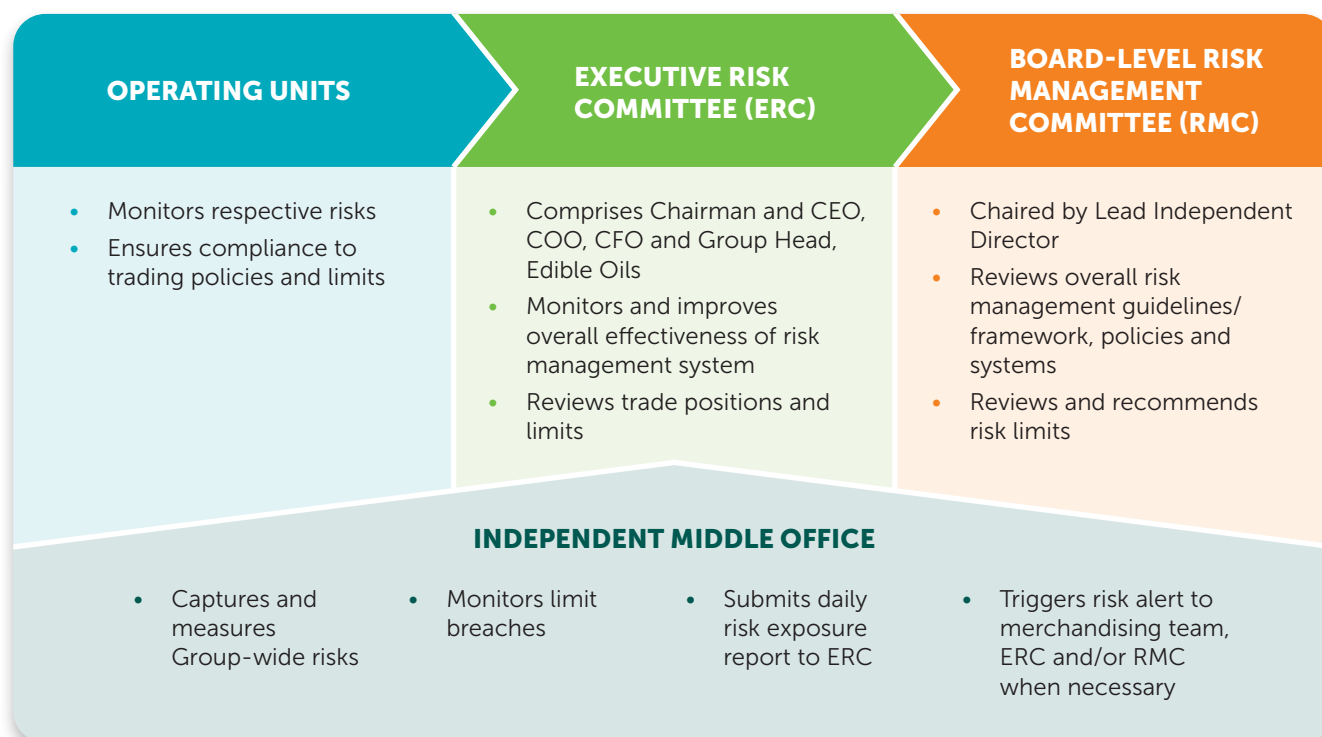 OPERATING UNITS
EXECUTIVE RISK
COMMITTEE (ERC)
BOARD-LEVEL RISK
MANAGEMENT
COMMITTEE (RMC)
• Monitors respective risks
• Ensures compliance to
trading policies and limits
• Comprises Chairman and CEO,
COO, CFO and Group Head,
Edible Oils
• Monitors and improves
overall effectiveness of risk
management system
• Reviews trade positions and
limits
• Chaired by Lead Independent
Director
• Reviews overall risk
management guidelines/
framework, policies and
systems
• Reviews and recommends
risk limits
INDEPENDENT MIDDLE OFFICE
• Captures and
measures
Group-wide risks
• Monitors limit
breaches
• Submits daily
risk exposure
report to ERC
• Triggers risk alert to
merchandising team,
ERC and/or RMC
when necessary